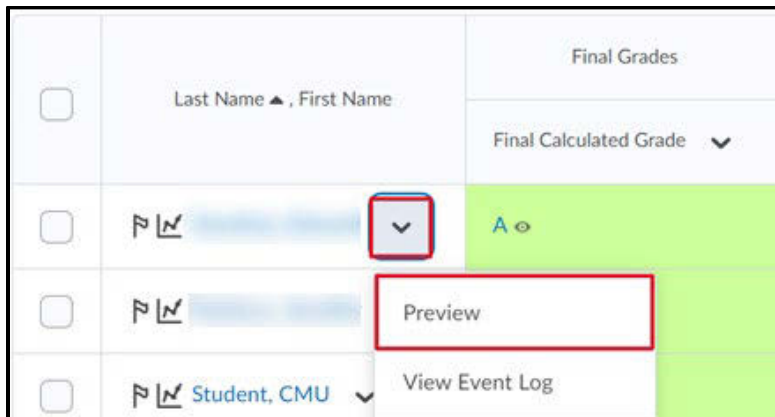 Final Grades
Last Name ▲ , First Name
Final Calculated Grade
A
Preview
View Event Log
Student, CMU